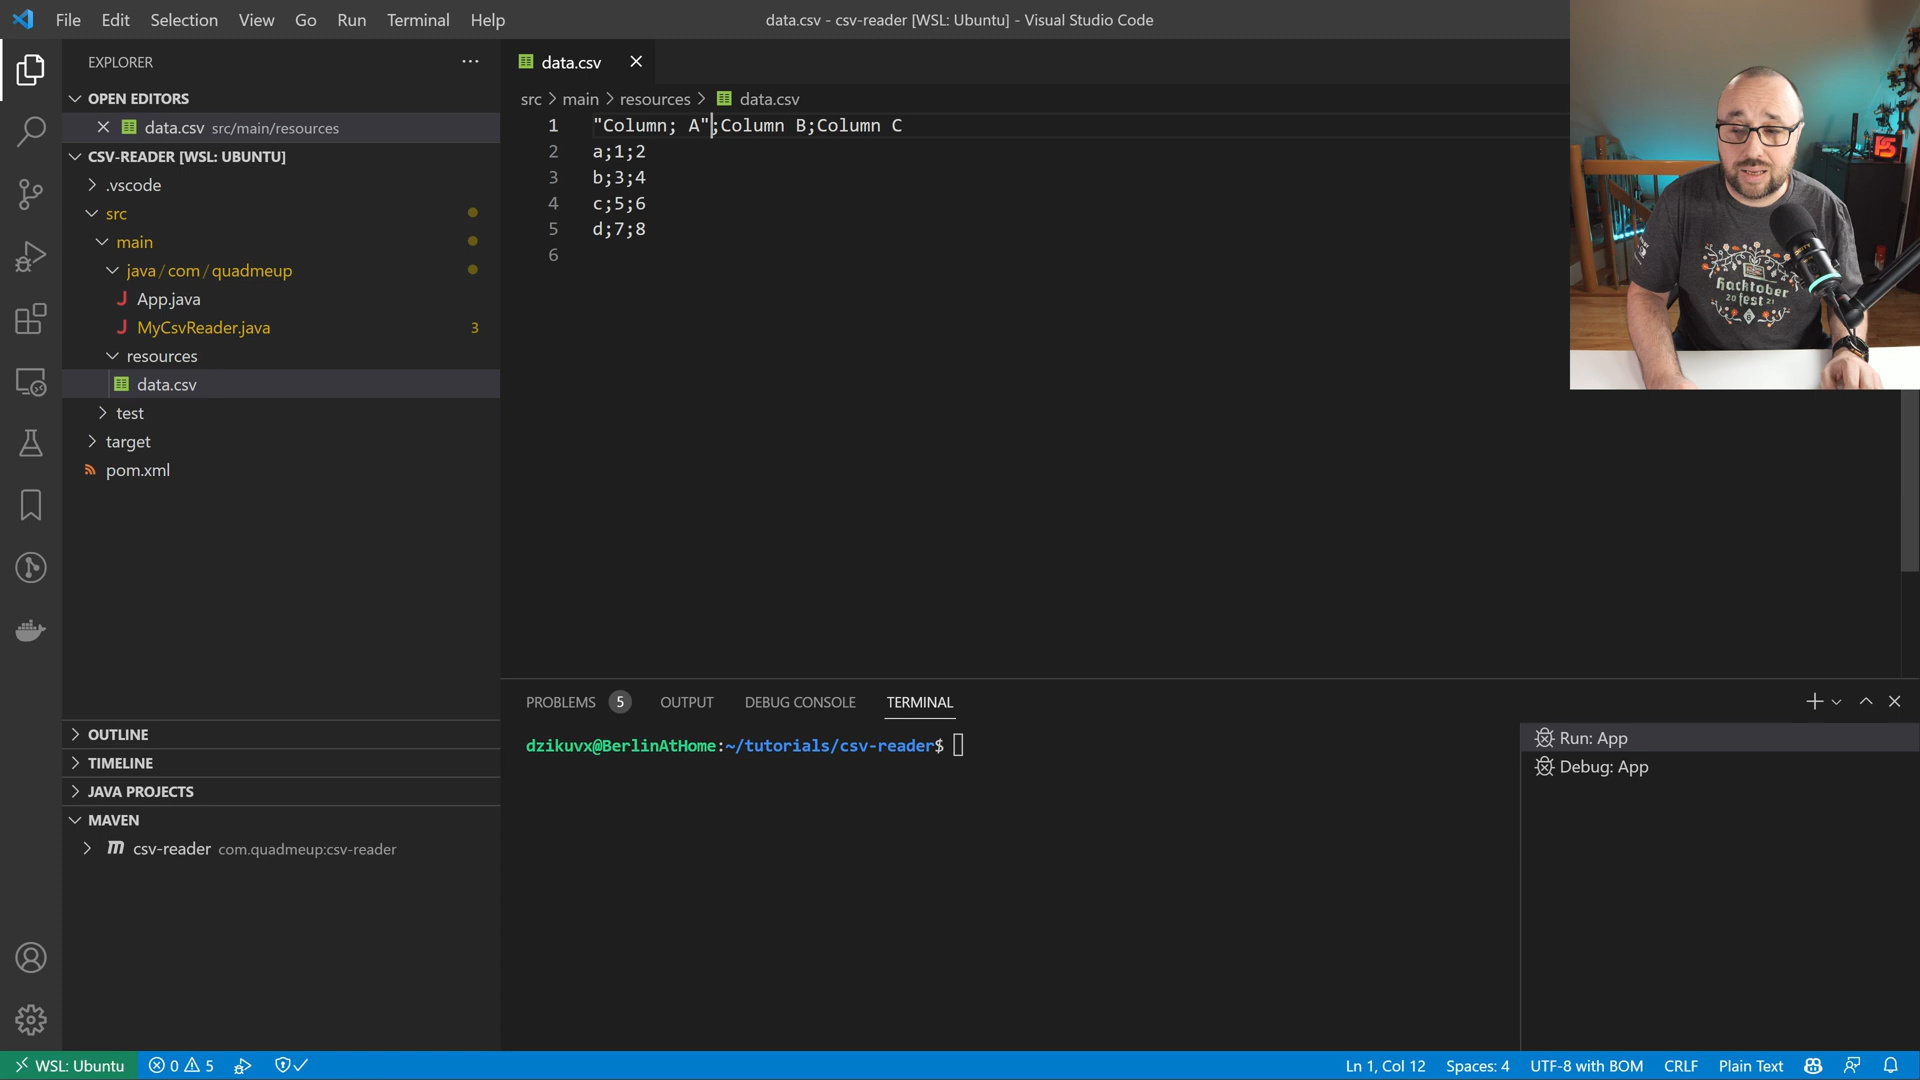 File Edit Selection View Go Run Terminal Help
data.csv - csv-reader [WSL: Ubuntu] - Visual Studio Code
EXPLORER
OPEN EDITORS
data.csv src/main/resources
CSV-READER [WSL: UBUNTU]
.vscode
src
main
java/com/quadmeup
App.java
MyCsvReader.java 3
resources
data.csv
test
target
pom.xml
OUTLINE
TIMELINE
JAVA PROJECTS
MAVEN
csv-reader com.quadmeup:csv-reader
data.csv
src > main > resources > data.csv
1 "Column; A";Column B;Column C
2 a;1;2
3 b;3;4
4 c;5;6
5 d;7;8
6
Hacktober
20 fest 21
PROBLEMS 5 OUTPUT DEBUG CONSOLE TERMINAL
dzikuvx@BerlinAtHome:~/tutorials/csv-reader$
Run: App
Debug: App
WSL: Ubuntu 0 5
Ln 1, Col 12 Spaces: 4 UTF-8 with BOM CRLF Plain Text